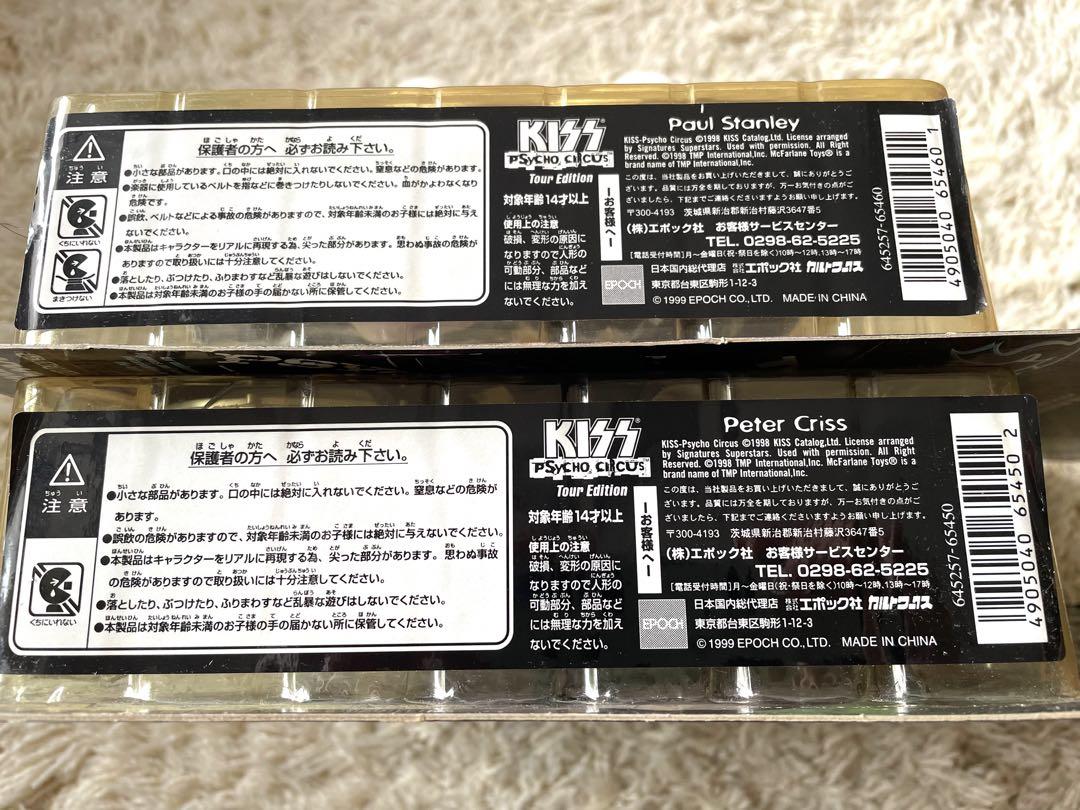 保護者の方へ 必ずお読み下さい。
注意
●小さな部品があります。口の中には絶対に入れないでください。窒息などの危険があります。
●楽器に使用しているベルトを指などに巻きつけたりしないでください。血がかよわなくなり
危険です。
●誤飲、ベルトなどによる事故の危険がありますので、対象年齢未満のお子様には絶対に与え
ないでください。
●本製品はキャラクターをリアルに再現する為、尖った部分があります。思わぬ事故の危険が
ありますので取り扱いには十分注意してください。
●落としたり、ぶつけたり、ふりまわすなど乱暴な遊びはしないでください。
●本製品は対象年齢未満のお子様の手の届かない所に保管してください。
くちにいれない
まきつけない
KISS
PSYCHO CIRCUS
Tour Edition
対象年齢14才以上
使用上の注意
破損、変形の原因に
なりますので人形の
可動部分、部品など
には無理な力を加え
ないでください。
Paul Stanley
KISS-Psycho Circus ©1998 KISS Catalog,Ltd. License arranged
by Signatures Superstars. Used with permission. All Rights
Reserved. ©1998 TMP International,Inc. McFarlane Toys® is a
brand name of TMP International,Inc.
ーお客様へー
この度は、当社製品をお買い上げいただきまして、誠にありがとうご
ざいます。品質には万全を期しておりますが、万一お気付きの点がご
ざいましたら、下記までご連絡くださいますようお願い申し上げます。
〒300-4193 茨城県新治郡新治村藤沢3647番5
(株)エポック社 お客様サービスセンター
TEL. 0298-62-5225
[電話受付時間]月〜金曜日(祝・祭日を除く)10時〜12時、13時〜17時
EPOCH
日本国内総代理店 株式会社エポック社 カルトワークス
東京都台東区駒形1-12-3
© 1999 EPOCH CO., LTD. MADE IN CHINA
645257-65460
4 905040 65460 1
保護者の方へ 必ずお読み下さい。
注意
●小さな部品があります。口の中には絶対に入れないでください。窒息などの危険が
あります。
●誤飲の危険がありますので、対象年齢未満のお子様には絶対に与えないでください。
●本製品はキャラクターをリアルに再現する為、尖った部分があります。思わぬ事故
の危険がありますので取り扱いには十分注意してください。
●落としたり、ぶつけたり、ふりまわすなど乱暴な遊びはしないでください。
●本製品は対象年齢未満のお子様の手の届かない所に保管してください。
くちにいれない
KISS
PSYCHO CIRCUS
Tour Edition
対象年齢14才以上
使用上の注意
破損、変形の原因に
なりますので人形の
可動部分、部品など
には無理な力を加え
ないでください。
Peter Criss
KISS-Psycho Circus ©1998 KISS Catalog,Ltd. License arranged
by Signatures Superstars. Used with permission. All Rights
Reserved. ©1998 TMP International,Inc. McFarlane Toys® is a
brand name of TMP International,Inc.
ーお客様へー
この度は、当社製品をお買い上げいただきまして、誠にありがとうご
ざいます。品質には万全を期しておりますが、万一お気付きの点がご
ざいましたら、下記までご連絡くださいますようお願い申し上げます。
〒300-4193 茨城県新治郡新治村藤沢3647番5
(株)エポック社 お客様サービスセンター
TEL. 0298-62-5225
[電話受付時間]月〜金曜日(祝・祭日を除く)10時〜12時、13時〜17時
EPOCH
日本国内総代理店 株式会社エポック社 カルトワークス
東京都台東区駒形1-12-3
© 1999 EPOCH CO., LTD. MADE IN CHINA
645257-65450
4 905040 65450 2